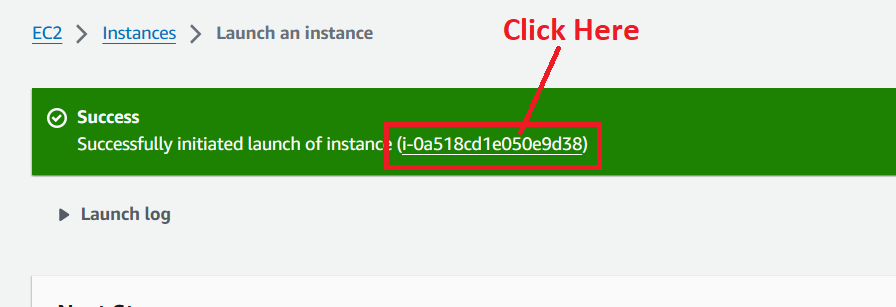 EC2 > Instances > Launch an instance
Click Here
Success
Successfully initiated launch of instance (i-0a518cd1e050e9d38)
Launch log